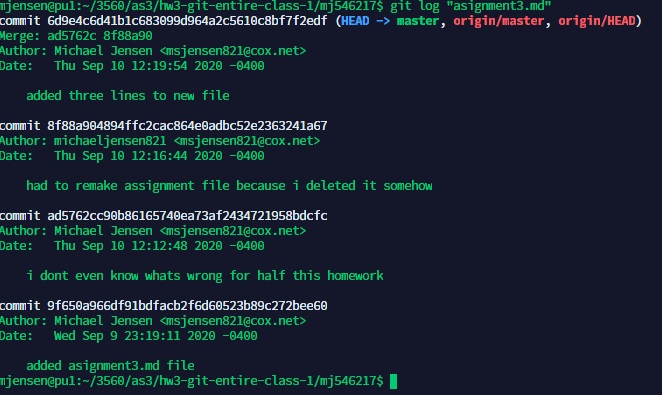 mjensen@pu1:~/3560/as3/hw3-git-entire-class-1/mj546217$ git log "asignment3.md"
commit 6d9e4c6d41b1c683099d964a2c5610c8bf7f2edf (HEAD -> master, origin/master, origin/HEAD)
Merge: ad5762c 8f88a90
Author: Michael Jensen <msjensen821@cox.net>
Date:   Thu Sep 10 12:19:54 2020 -0400
added three lines to new file
commit 8f88a904894ffc2cac864e0adbc52e2363241a67
Author: michaeljensen821 <msjensen821@cox.net>
Date:   Thu Sep 10 12:16:44 2020 -0400
had to remake assignment file because i deleted it somehow
commit ad5762cc90b86165740ea73af2434721958bdcfc
Author: Michael Jensen <msjensen821@cox.net>
Date:   Thu Sep 10 12:12:48 2020 -0400
i dont even know whats wrong for half this homework
commit 9f650a966df91bdfacb2f6d60523b89c272bee60
Author: Michael Jensen <msjensen821@cox.net>
Date:   Wed Sep 9 23:19:11 2020 -0400
added asignment3.md file
mjensen@pu1:~/3560/as3/hw3-git-entire-class-1/mj546217$